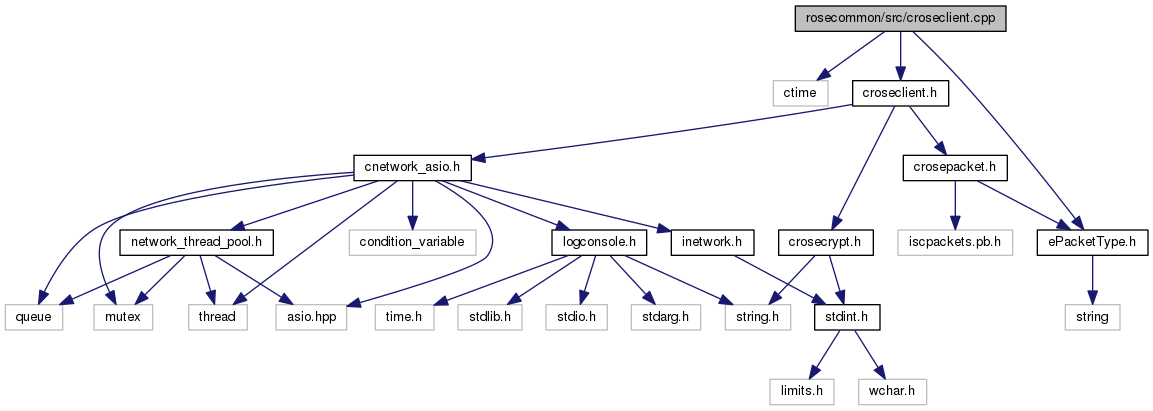 rosecommon/src/croseclient.cpp
ctime
croseclient.h
cnetwork_asio.h
crosepacket.h
network_thread_pool.h
condition_variable
logconsole.h
inetwork.h
crosecrypt.h
iscpackets.pb.h
ePacketType.h
queue
mutex
thread
asio.hpp
time.h
stdlib.h
stdio.h
stdarg.h
string.h
stdint.h
string
limits.h
wchar.h